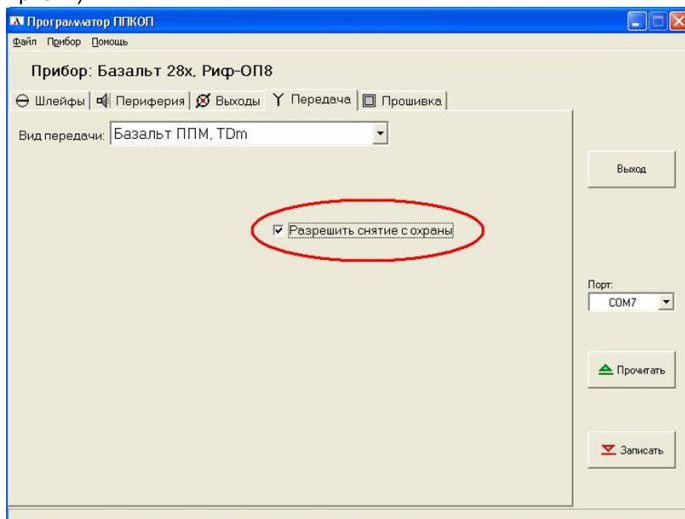 Программатор ППКОП
Файл Прибор Помощь
Прибор: Базальт 28х, Риф-ОП8
Шлейфы Периферия Выходы Передача Прошивка
Вид передачи: Базальт ППМ, TDm
Выход
Разрешить снятие с охраны
Порт:
COM7
Прочитать
Записать